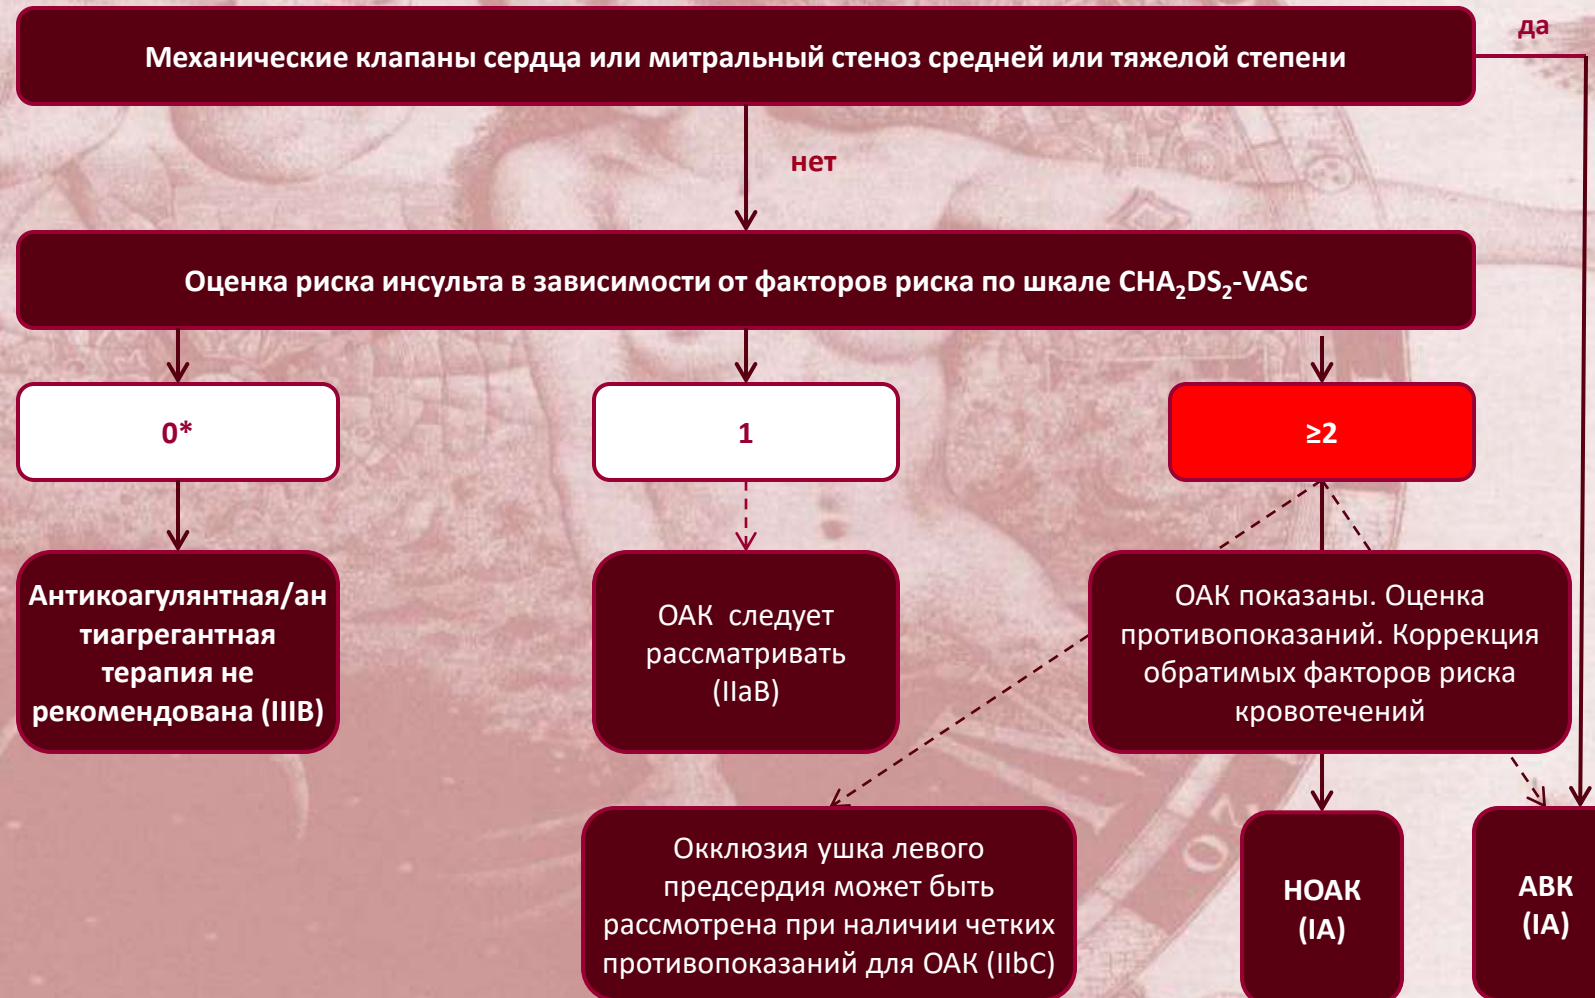 да
Механические клапаны сердца или митральный стеноз средней или тяжелой степени
нет
Оценка риска инсульта в зависимости от факторов риска по шкале CHA₂DS₂-VASc
0*
1
≥2
Антикоагулянтная/ан
тиагрегантная
терапия не
рекомендована (IIIB)
ОАК следует
рассматривать
(IIaB)
ОАК показаны. Оценка
противопоказаний. Коррекция
обратимых факторов риска
кровотечений
Окклюзия ушка левого
предсердия может быть
рассмотрена при наличии четких
противопоказаний для ОАК (IIbC)
НОАК
(IA)
АВК
(IA)